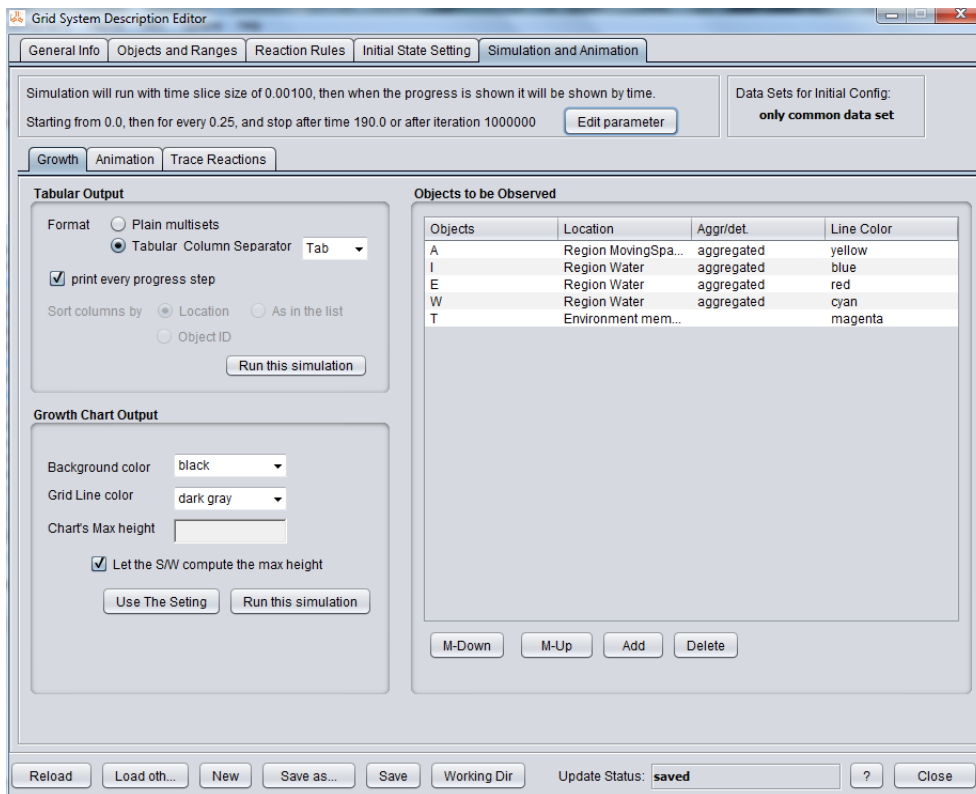 Grid System Description Editor
General Info Objects and Ranges Reaction Rules Initial State Setting Simulation and Animation
Simulation will run with time slice size of 0.00100, then when the progress is shown it will be shown by time.
Starting from 0.0, then for every 0.25, and stop after time 190.0 or after iteration 1000000 Edit parameter
Data Sets for Initial Config:
only common data set
Growth Animation Trace Reactions
Tabular Output
Format Plain multisets
Tabular Column Separator Tab
print every progress step
Sort columns by Location As in the list
Object ID
Run this simulation
Growth Chart Output
Background color black
Grid Line color dark gray
Chart's Max height
Let the S/W compute the max height
Use The Seting Run this simulation
Objects to be Observed
Objects Location Aggr/det. Line Color
A Region MovingSpa... aggregated yellow
I Region Water aggregated blue
E Region Water aggregated red
W Region Water aggregated cyan
T Environment mem... magenta
M-Down M-Up Add Delete
Reload Load oth... New Save as... Save Working Dir Update Status: saved ? Close